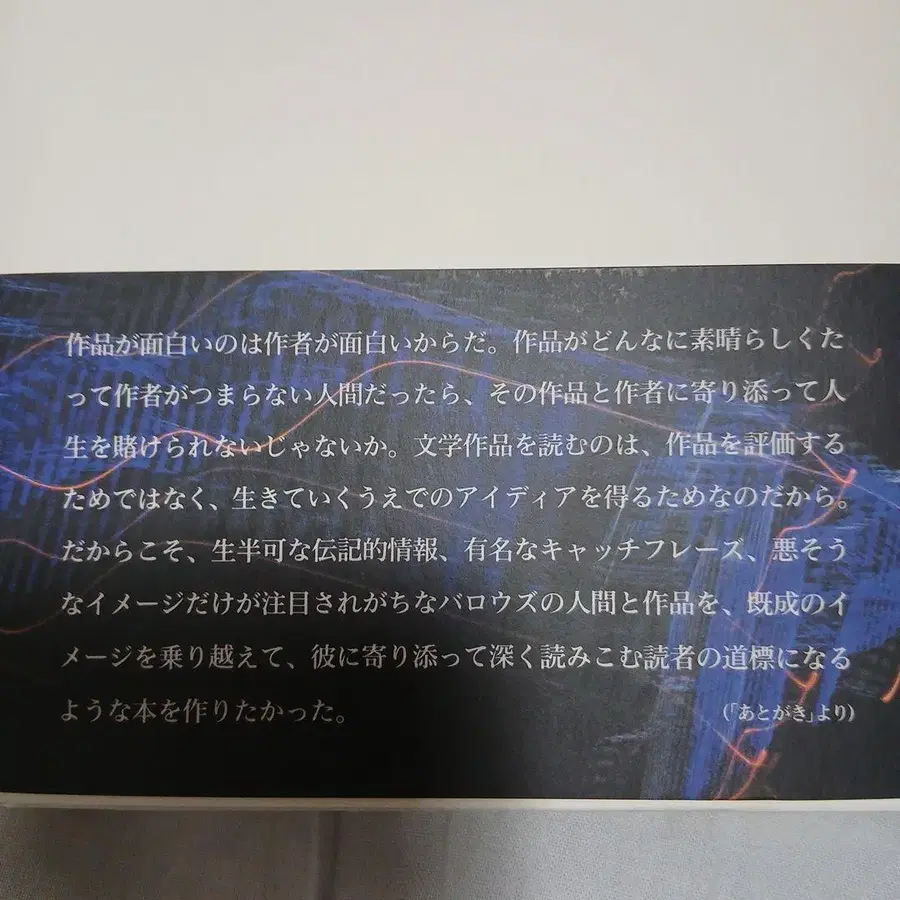 作品が面白いのは作者が面白いからだ。作品がどんなに素晴らしくた
って作者がつまらない人間だったら、その作品と作者に寄り添って人
生を賭けられないじゃないか。文学作品を読むのは、作品を評価する
ためではなく、生きていくうえでのアイディアを得るためなのだから。
だからこそ、生半可な伝記的情報、有名なキャッチフレーズ、悪そう
なイメージだけが注目されがちなバロウズの人間と作品を、既成のイ
メージを乗り越えて、彼に寄り添って深く読みこむ読者の道標になる
ような本を作りたかった。
(「あとがき」より)